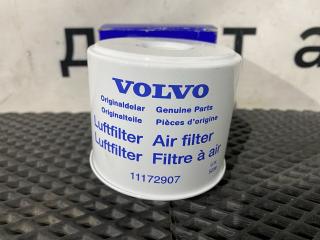 VOLVO
Originaldelar Genuine Parts
Originalteile Pièces d'origine
Luftfilter Air filter
Luftfilter Filtre à air
11172907